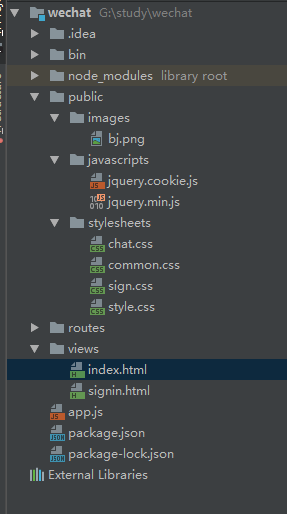 wechat G:\study\wechat
.idea
bin
node_modules library root
public
images
bj.png
javascripts
jquery.cookie.js
jquery.min.js
stylesheets
chat.css
common.css
sign.css
style.css
routes
views
index.html
signin.html
app.js
package.json
package-lock.json
External Libraries